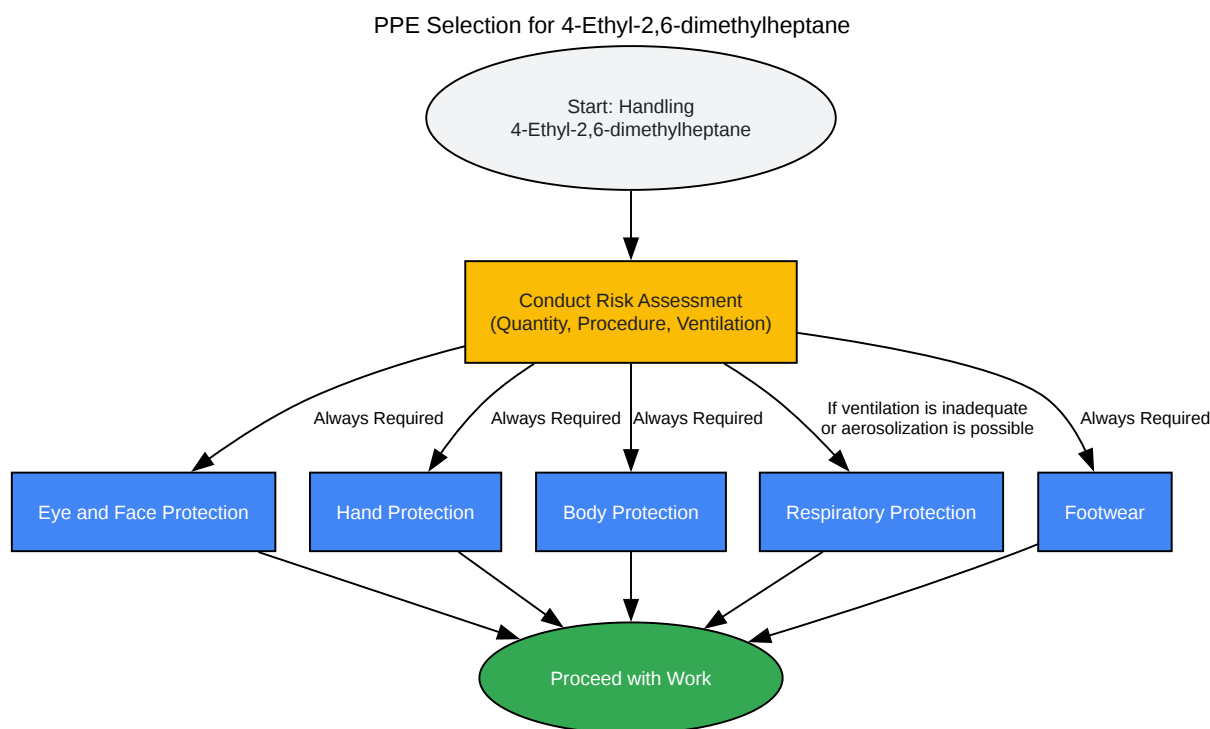 PPE Selection for 4-Ethyl-2,6-dimethylheptane
Start: Handling
4-Ethyl-2,6-dimethylheptane
Conduct Risk Assessment
(Quantity, Procedure, Ventilation)
Always Required
Always Required
Always Required
If ventilation is inadequate
or aerosolization is possible
Always Required
Eye and Face Protection
Hand Protection
Body Protection
Respiratory Protection
Footwear
Proceed with Work